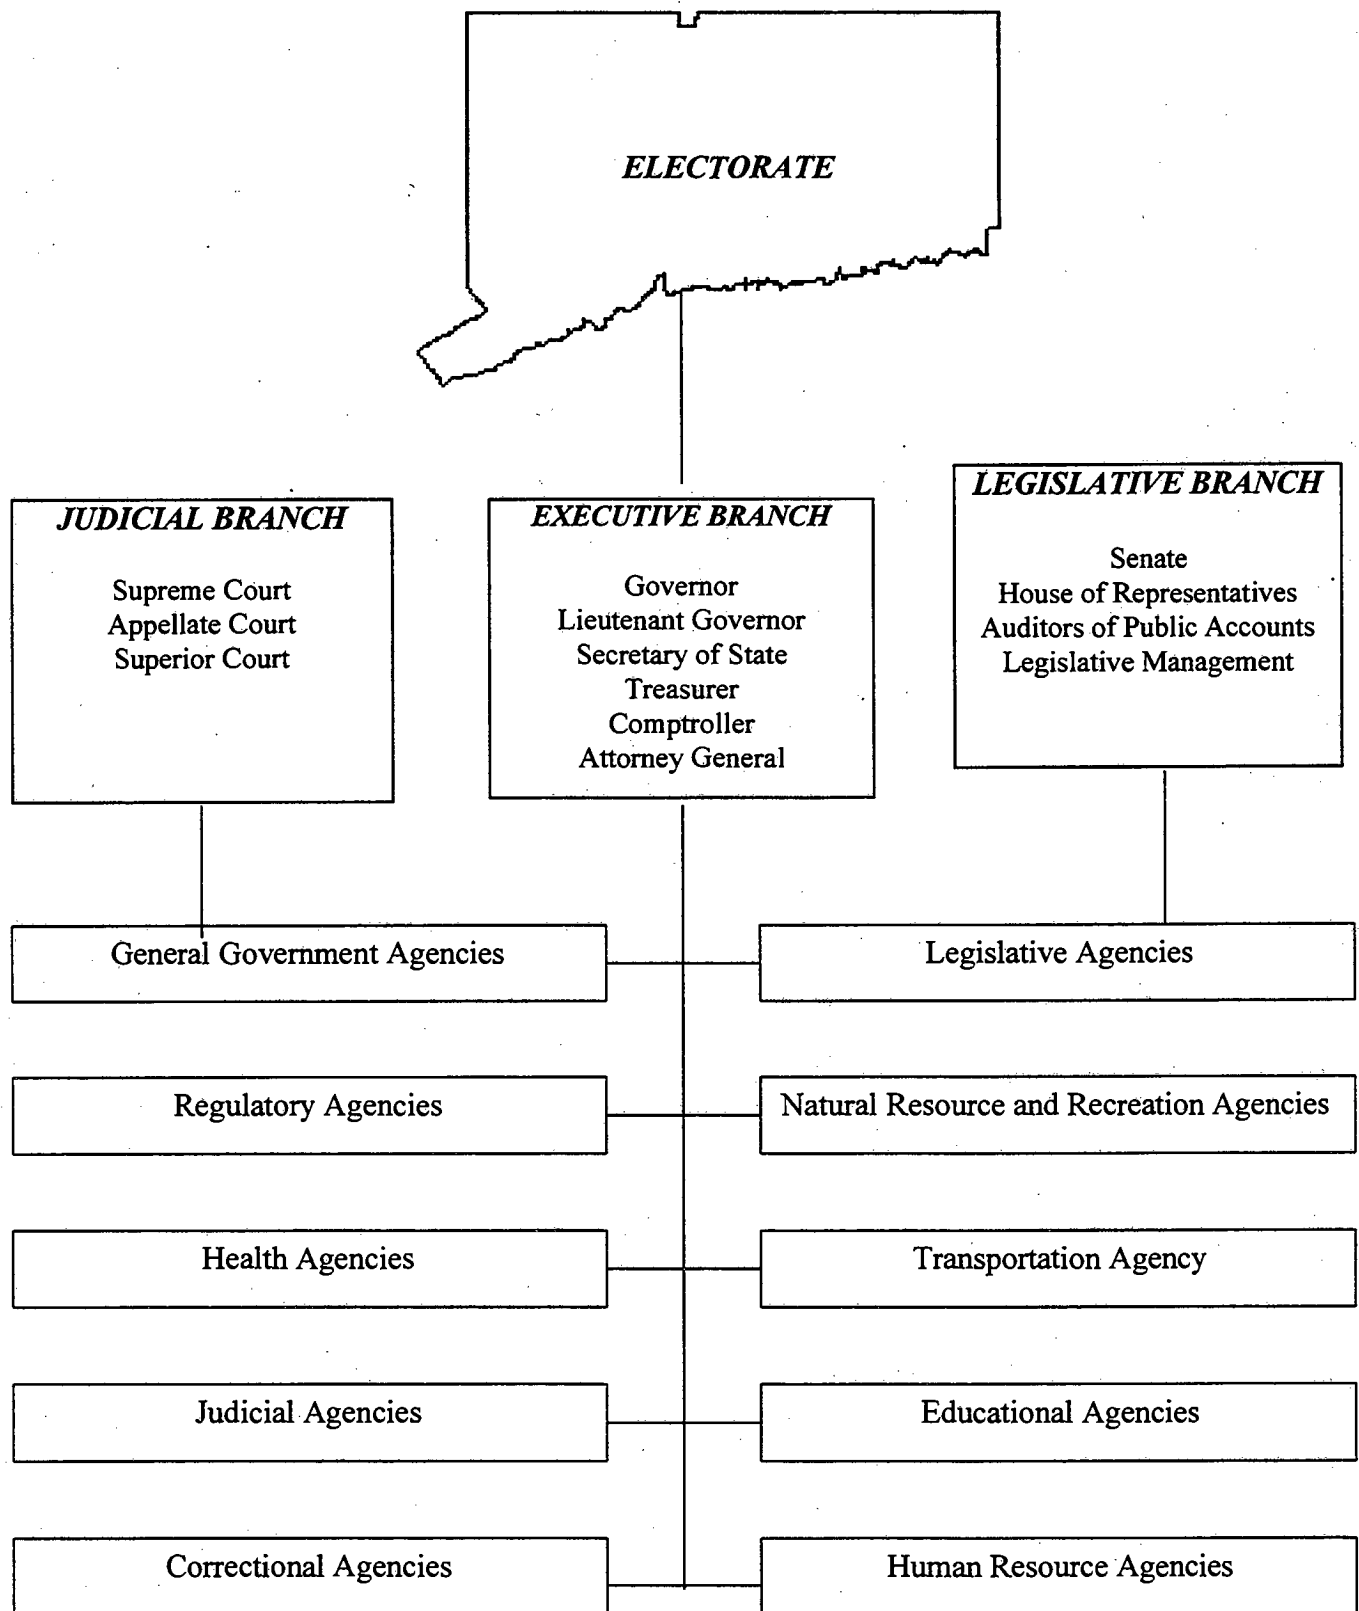 ELECTORATE
JUDICIAL BRANCH
Supreme Court
Appellate Court
Superior Court
EXECUTIVE BRANCH
Governor
Lieutenant Governor
Secretary of State
Treasurer
Comptroller
Attorney General
LEGISLATIVE BRANCH
Senate
House of Representatives
Auditors of Public Accounts
Legislative Management
General Government Agencies
Legislative Agencies
Regulatory Agencies
Natural Resource and Recreation Agencies
Health Agencies
Transportation Agency
Judicial Agencies
Educational Agencies
Correctional Agencies
Human Resource Agencies